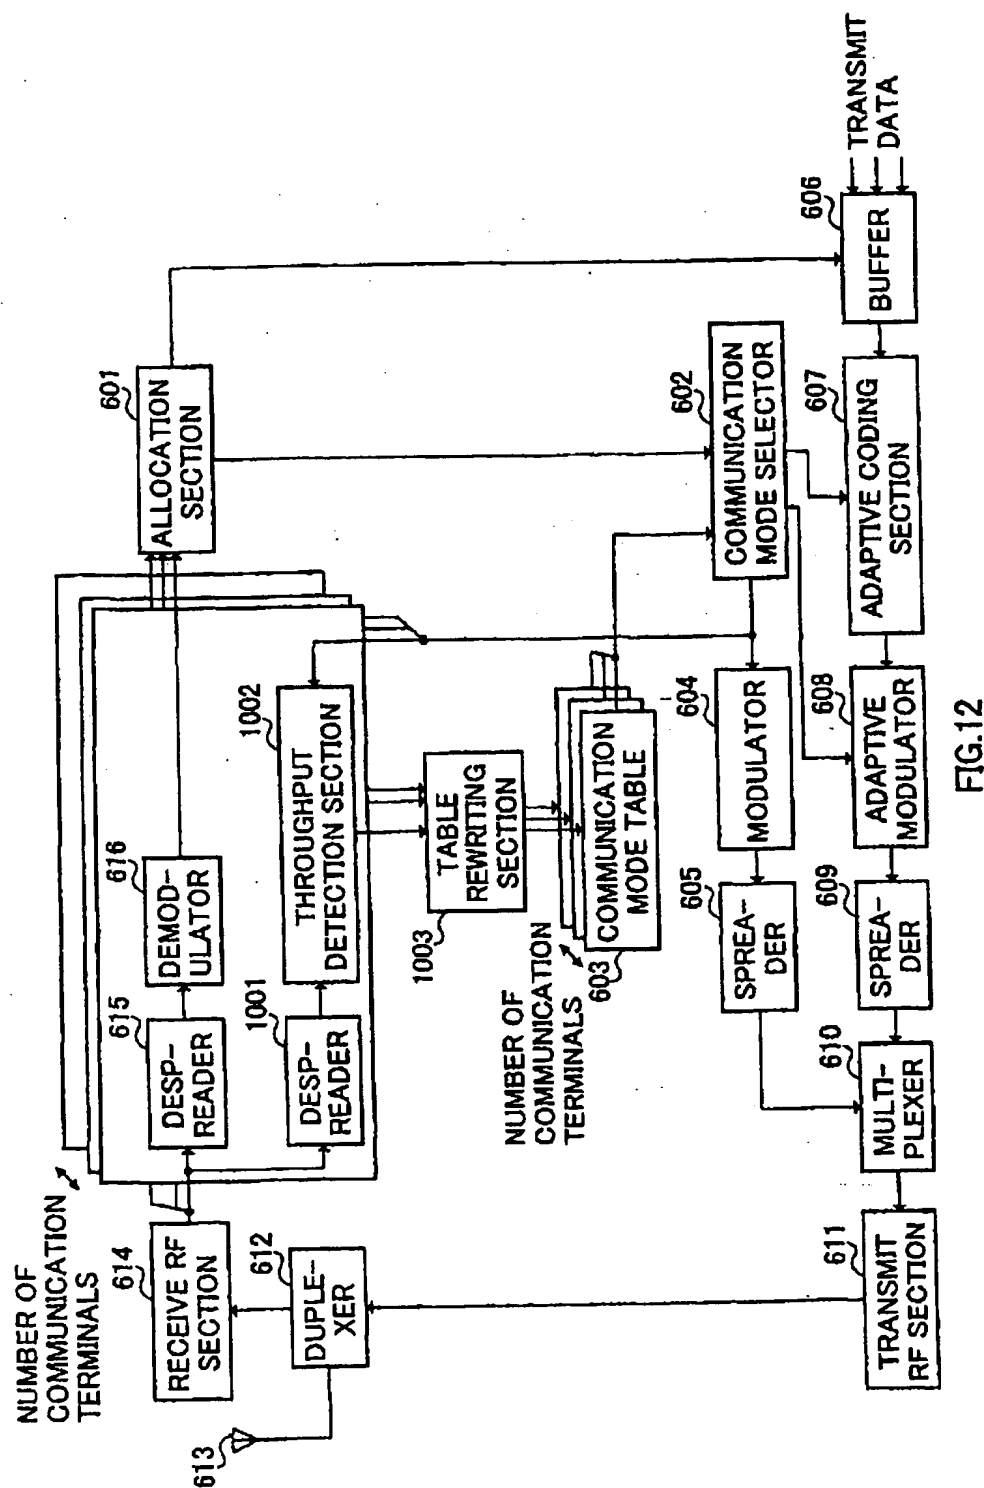 NUMBER OF
COMMUNICATION
TERMINALS
613
614
RECEIVE RF
SECTION
612
DUPLE-
XER
615
DESP-
READER
616
DEMOD-
ULATOR
1001
DESP-
READER
1002
THROUGHPUT
DETECTION SECTION
601
ALLOCATION
SECTION
1003
TABLE
REWRITING
SECTION
NUMBER OF
COMMUNICATION
TERMINALS
603
COMMUNICATION
MODE TABLE
602
COMMUNICATION
MODE SELECTOR
604
MODULATOR
605
SPREA-
DER
606
BUFFER
TRANSMIT
DATA
607
ADAPTIVE CODING
SECTION
608
ADAPTIVE
MODULATOR
609
SPREA-
DER
610
MULTI-
PLEXER
611
TRANSMIT
RF SECTION
FIG.12